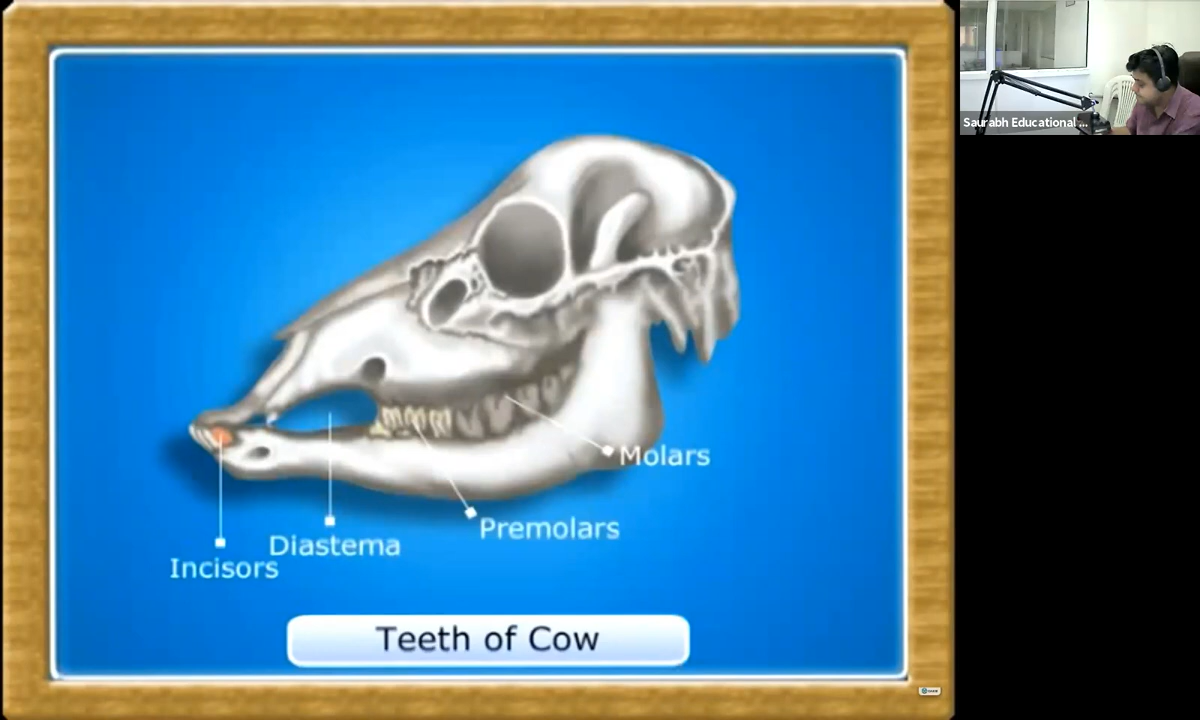 Saurabh Educational ...
Molars
Premolars
Diastema
Incisors
Teeth of Cow